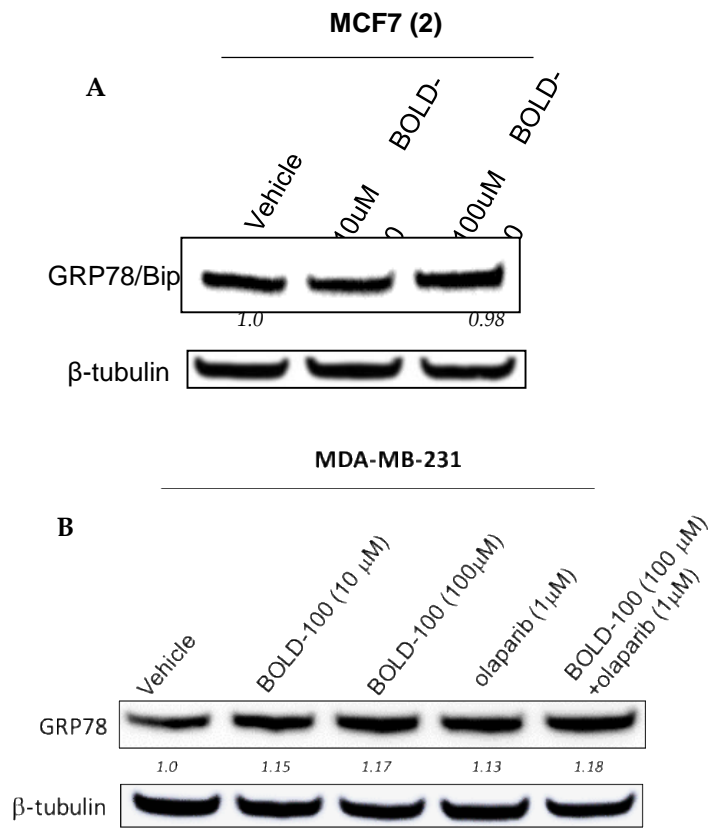 MCF7 (2)
A
Vehicle
10uM BOLD-
0
100uM BOLD-
0
GRP78/Bip
1.0 0.98
β-tubulin
MDA-MB-231
B
Vehicle
BOLD-100 (10 µM)
BOLD-100 (100µM)
olaparib (1µM)
BOLD-100 (100 µM)
+olaparib (1µM)
GRP78
1.0 1.15 1.17 1.13 1.18
β-tubulin